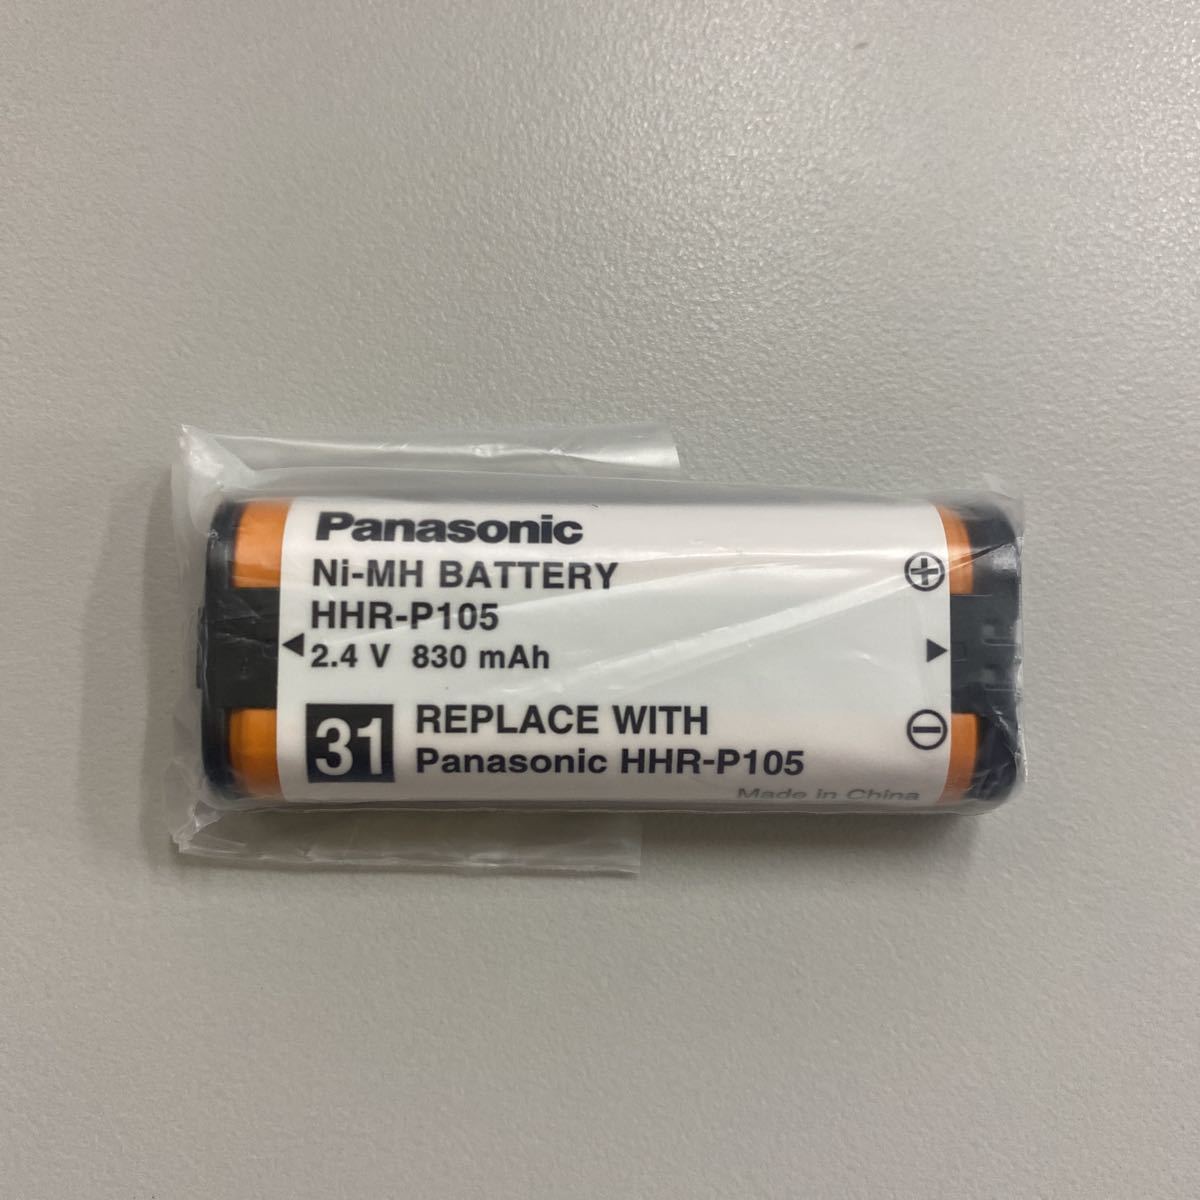 Panasonic
Ni-MH BATTERY
HHR-P105
2.4 V 830 mAh
31 REPLACE WITH
Panasonic HHR-P105
Made in China